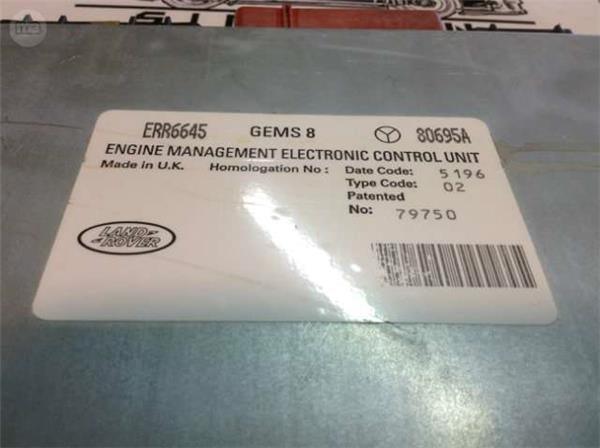 ERR6645 GEMS 8 80695A
ENGINE MANAGEMENT ELECTRONIC CONTROL UNIT
Made in U.K. Homologation No : Date Code: 5196
Type Code: 02
Patented
No: 79750
LAND-
ROVER